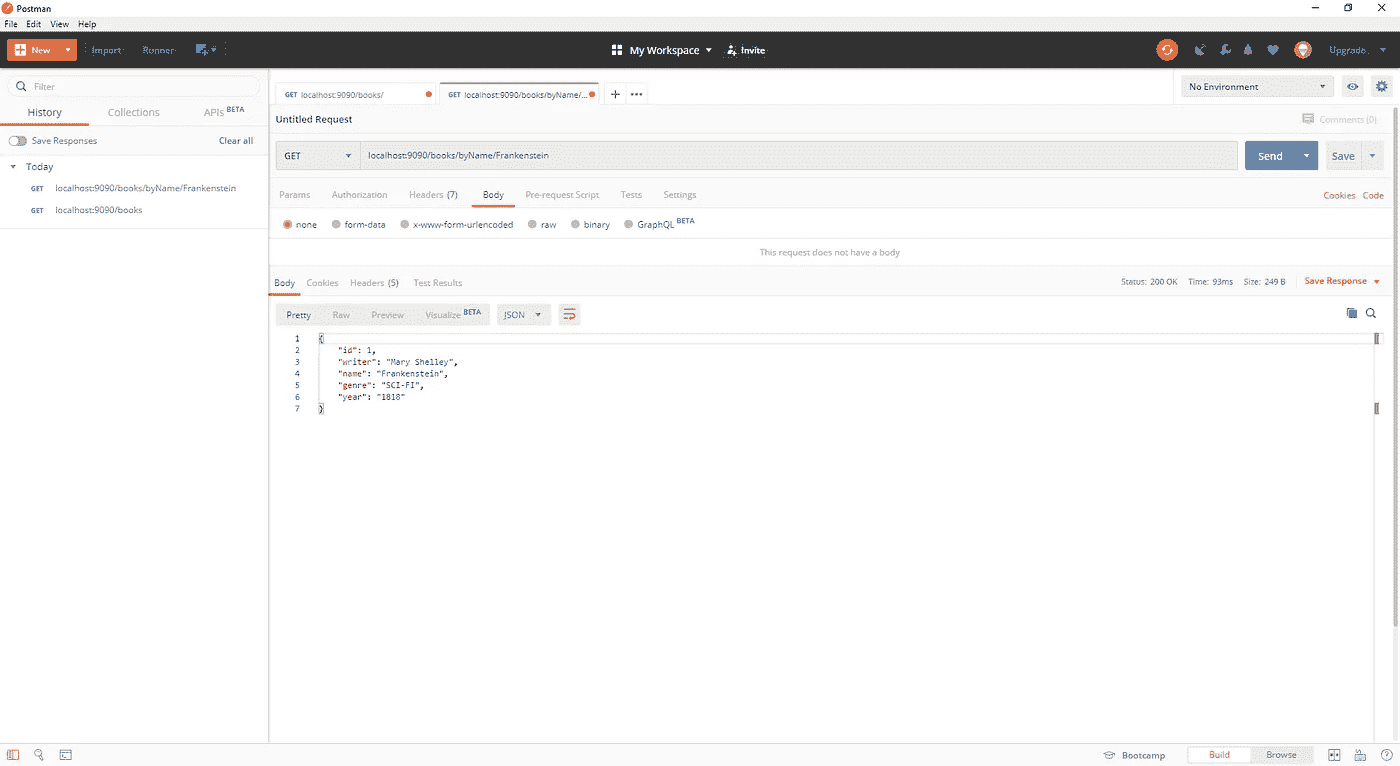 Postman
File Edit View Help
New Import Runner My Workspace Invite Upgrade
Filter
History Collections APIs BETA
Save Responses Clear all
Today
GET localhost:9090/books/byName/Frankenstein
GET localhost:9090/books
GET localhost:9090/books/ GET localhost:9090/books/byName/... No Environment
Untitled Request Comments (0)
GET localhost:9090/books/byName/Frankenstein Send Save
Params Authorization Headers (7) Body Pre-request Script Tests Settings Cookies Code
none form-data x-www-form-urlencoded raw binary GraphQL BETA
This request does not have a body
Body Cookies Headers (5) Test Results Status: 200 OK Time: 93ms Size: 249 B Save Response
Pretty Raw Preview Visualize BETA JSON
1 {
2 "id": 1,
3 "writer": "Mary Shelley",
4 "name": "Frankenstein",
5 "genre": "SCI-FI",
6 "year": "1818"
7 }
Bootcamp Build Browse